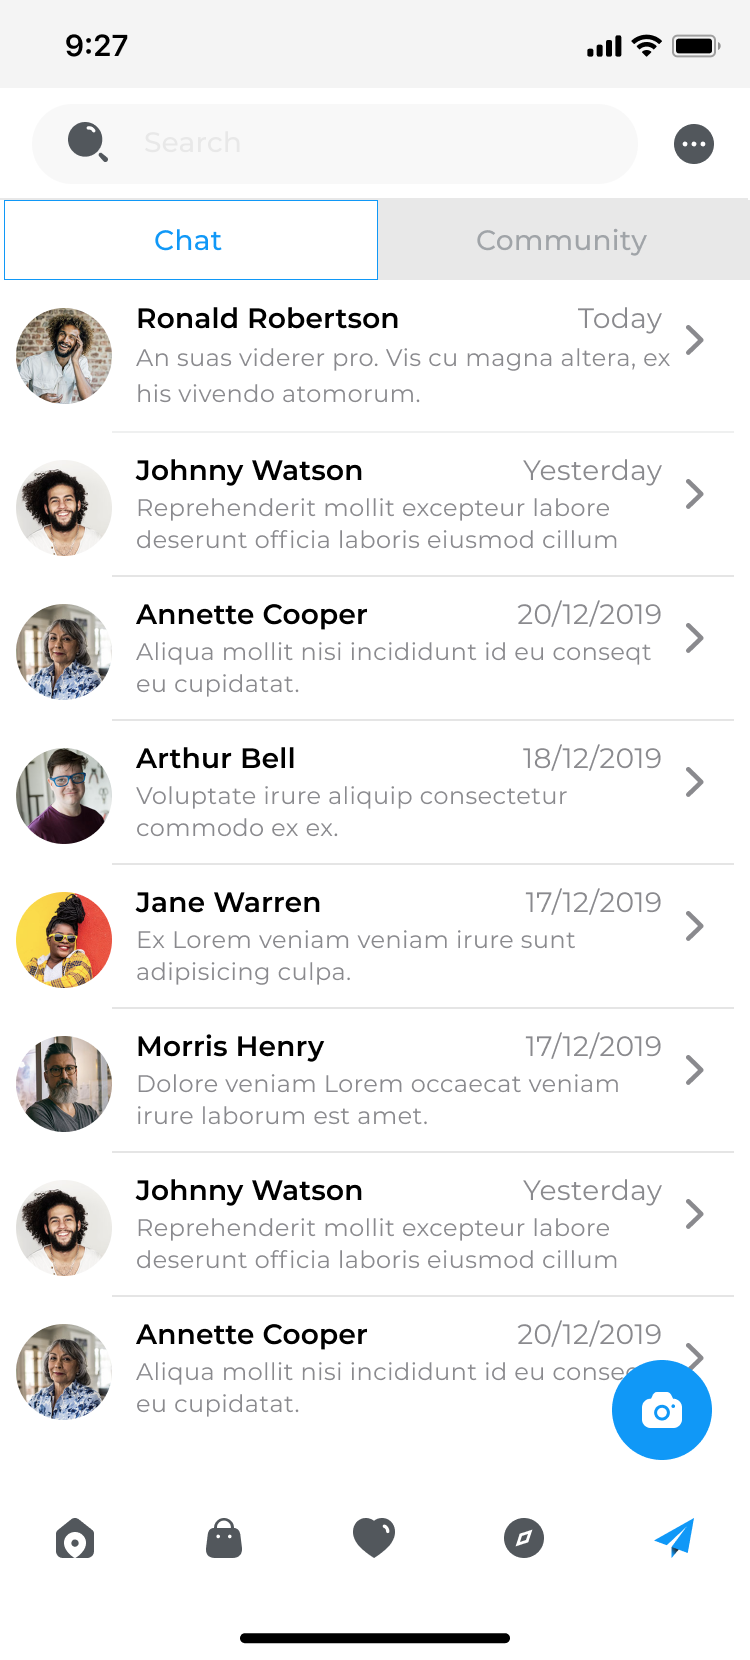 9:27
Search
Chat
Community
Ronald Robertson
Today
An suas viderer pro. Vis cu magna altera, ex
his vivendo atomorum.
Johnny Watson
Yesterday
Reprehenderit mollit excepteur labore
deserunt officia laboris eiusmod cillum
Annette Cooper
20/12/2019
Aliqua mollit nisi incididunt id eu conseqt
eu cupidatat.
Arthur Bell
18/12/2019
Voluptate irure aliquip consectetur
commodo ex ex.
Jane Warren
17/12/2019
Ex Lorem veniam veniam irure sunt
adipisicing culpa.
Morris Henry
17/12/2019
Dolore veniam Lorem occaecat veniam
irure laborum est amet.
Johnny Watson
Yesterday
Reprehenderit mollit excepteur labore
deserunt officia laboris eiusmod cillum
Annette Cooper
20/12/2019
Aliqua mollit nisi incididunt id eu
eu cupidatat.